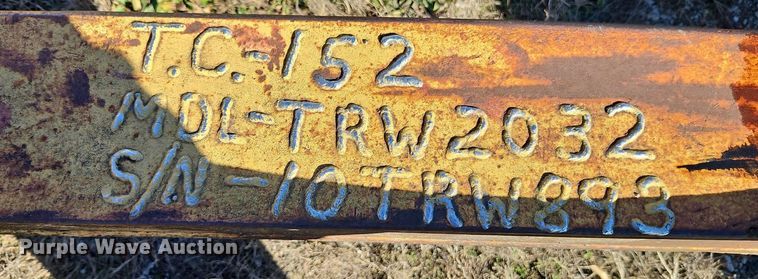 T.C.-152
MDL-TRW2032
S/N-10TRW893
Purple Wave Auction